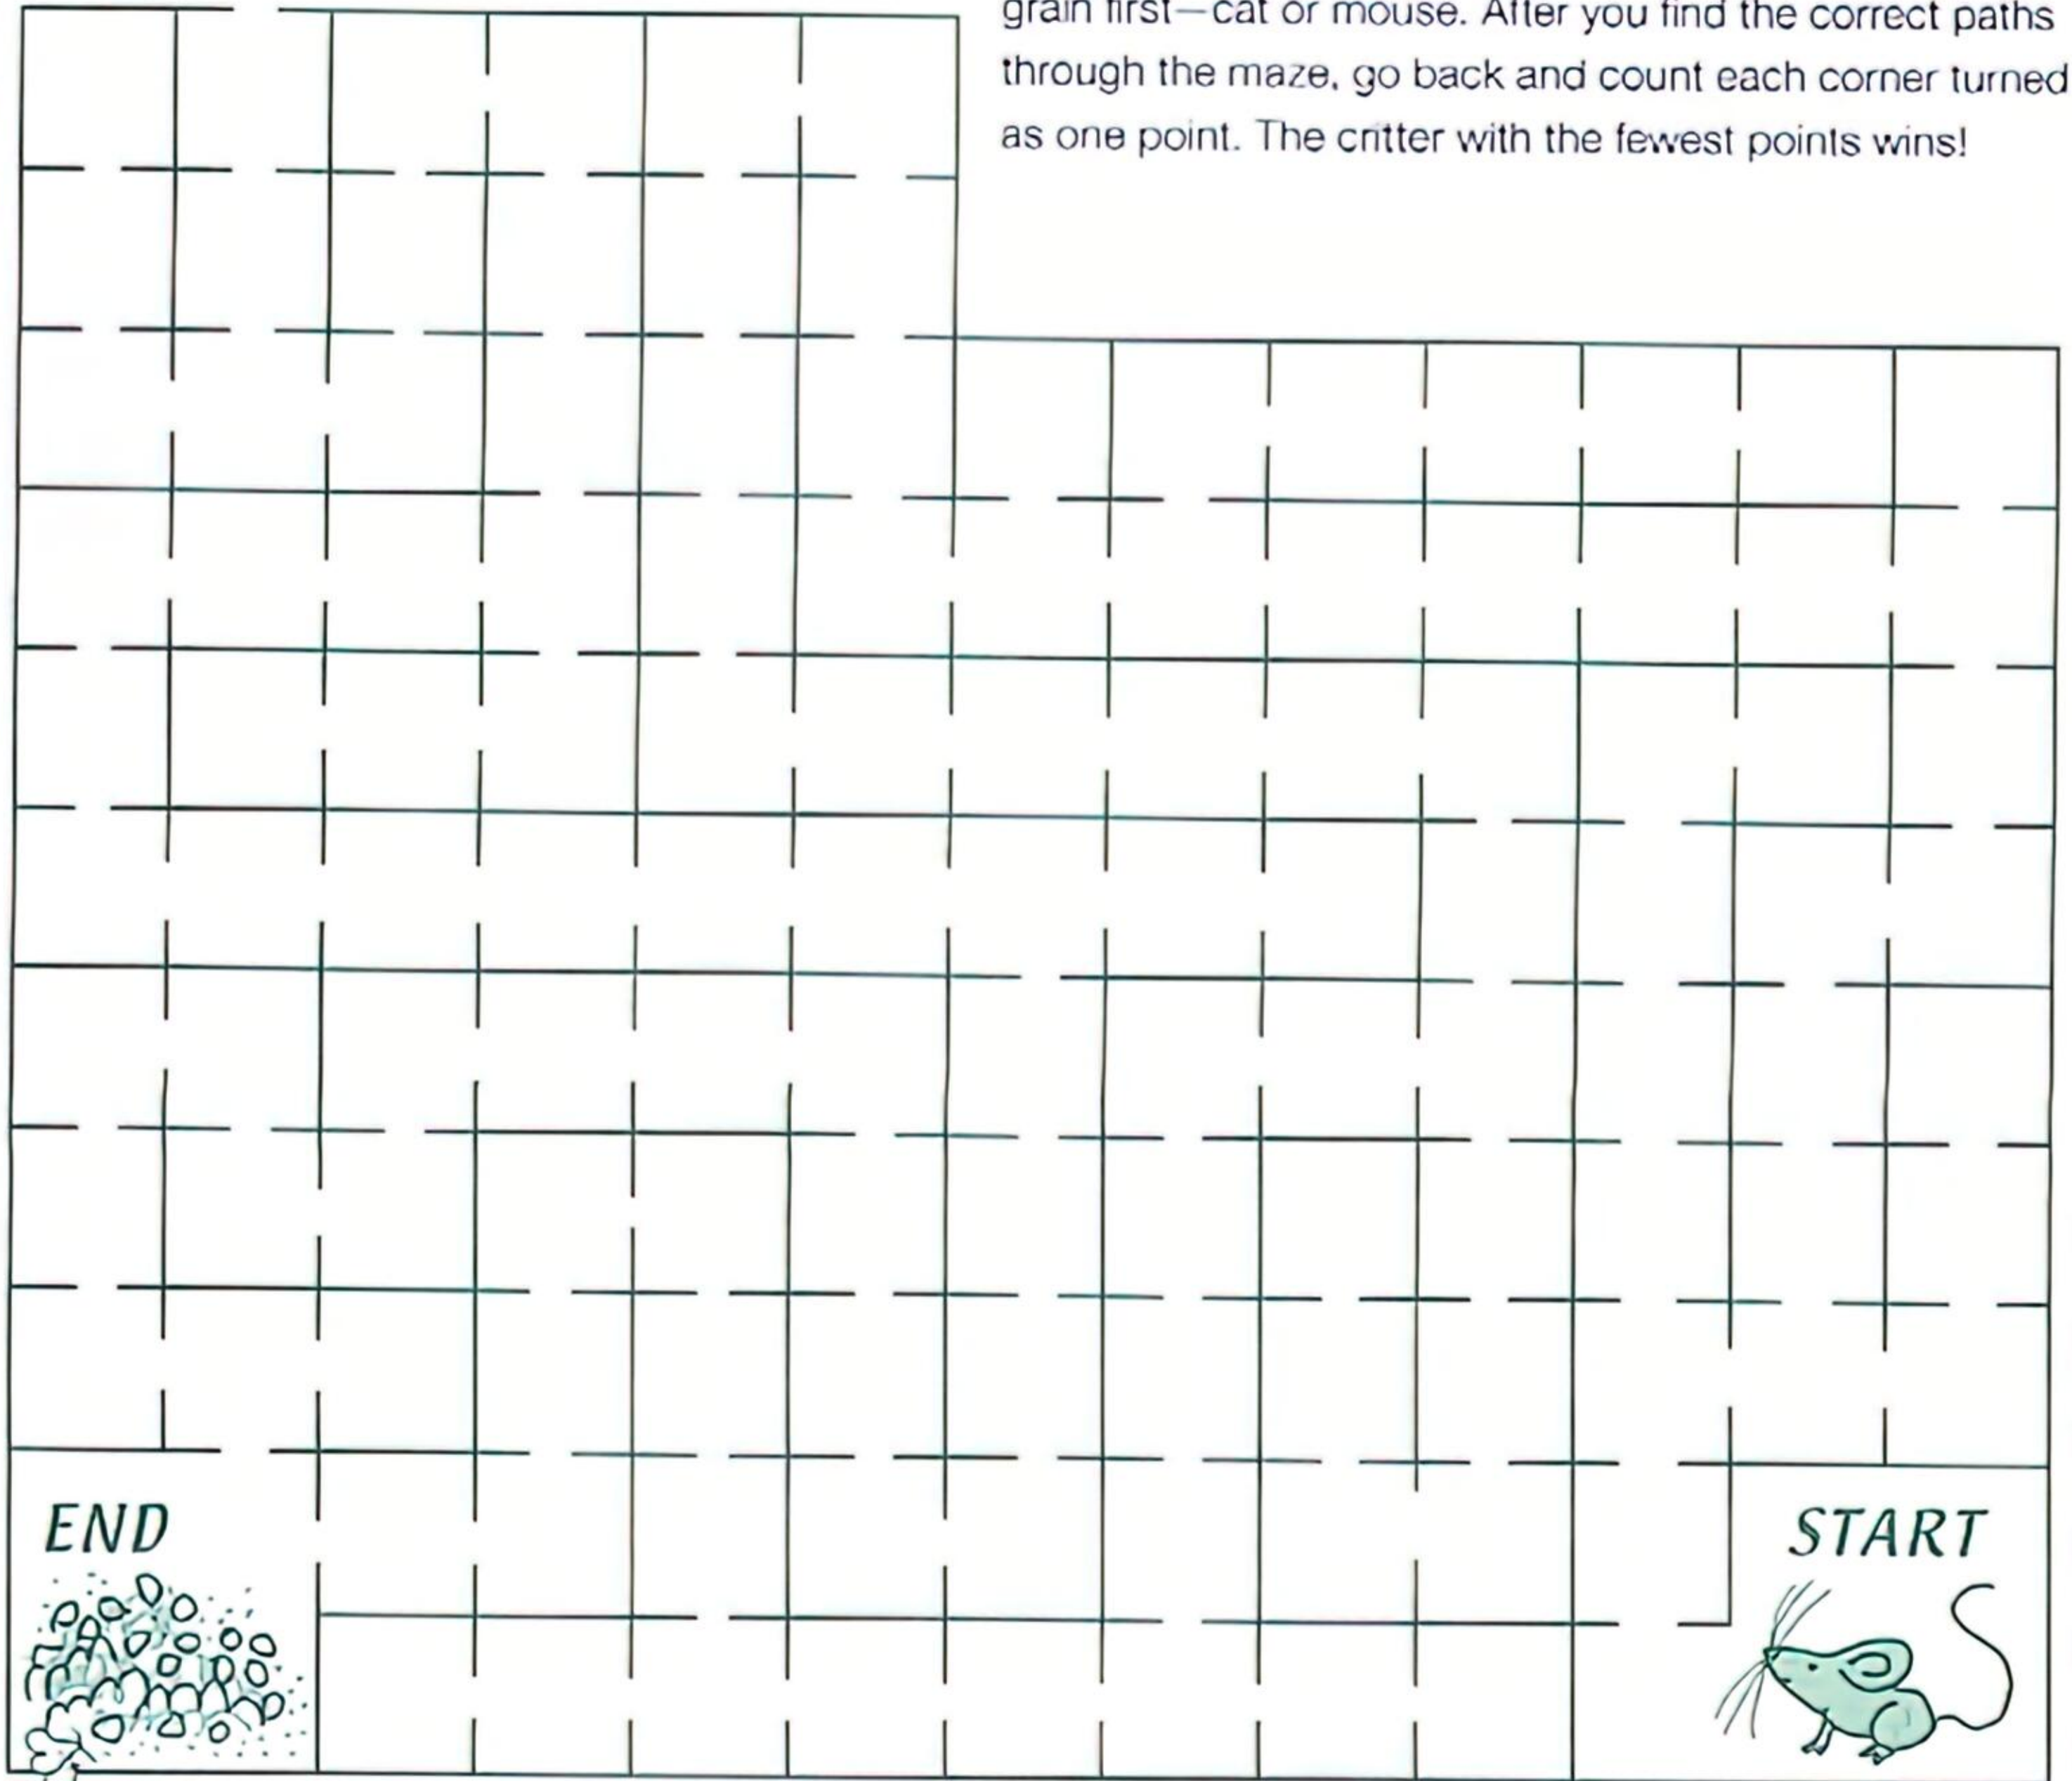 grain first—cat or mouse. After you find the correct paths
through the maze, go back and count each corner turned
as one point. The critter with the fewest points wins!
END
START